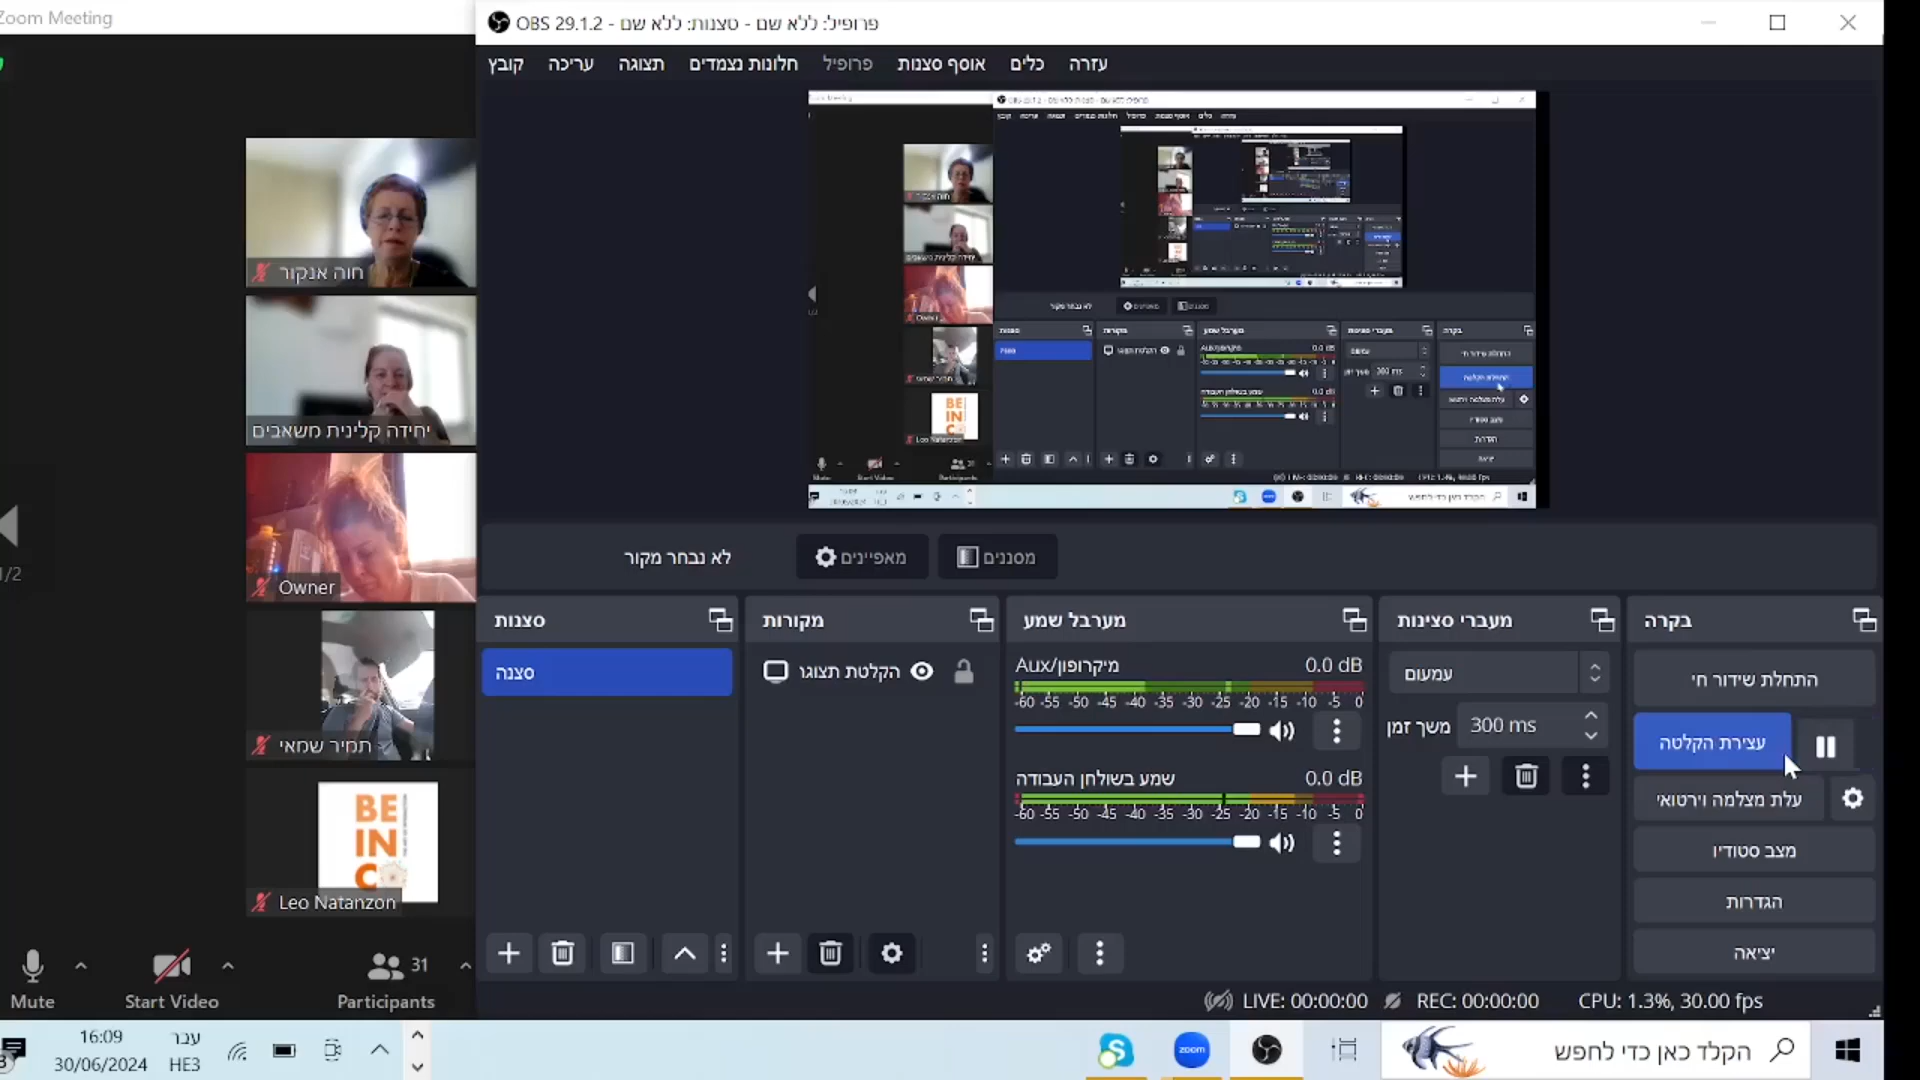 Zoom Meeting
OBS 29.1.2 - פרופיל: ללא שם - סצנות: ללא שם
קובץ עריכה תצוגה חלונות נצמדים פרופיל אוסף סצנות כלים עזרה
חוה אנקור
יחידה קלינית משאבים
Owner
תמיר שמאי
BE
IN
C
Leo Natanzon
1/2
לא נבחר מקור
מאפיינים
מסננים
סצנות
סצנה
מקורות
הקלטת תצוגו
מערבל שמע
מיקרופון/Aux
0.0 dB
-60 -55 -50 -45 -40 -35 -30 -25 -20 -15 -10 -5 0
שמע בשולחן העבודה
0.0 dB
-60 -55 -50 -45 -40 -35 -30 -25 -20 -15 -10 -5 0
מעברי סצינות
עמעום
משך זמן
300 ms
בקרה
התחלת שידור חי
עצירת הקלטה
עלת מצלמה וירטואי
מצב סטודיו
הגדרות
יציאה
31
Mute
Start Video
Participants
LIVE: 00:00:00
REC: 00:00:00
CPU: 1.3%, 30.00 fps
3
16:09
30/06/2024
עבר
HE3
zoom
הקלד כאן כדי לחפש